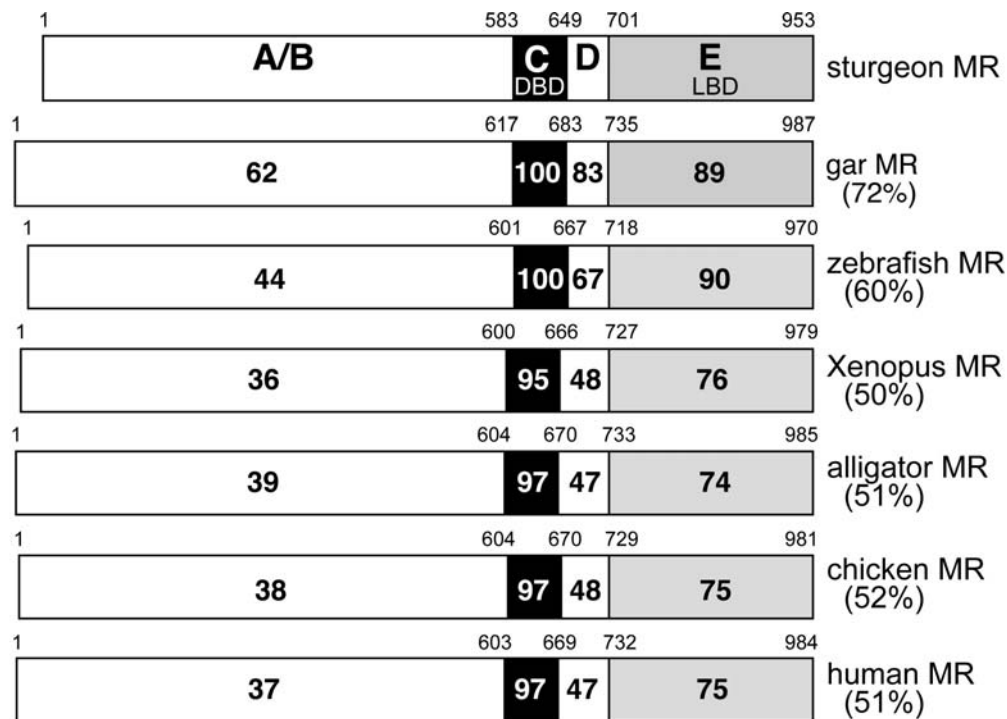 1 583 649 701 953
A/B C D E
DBD LBD
sturgeon MR
1 617 683 735 987
62 100 83 89
gar MR
(72%)
1 601 667 718 970
44 100 67 90
zebrafish MR
(60%)
1 600 666 727 979
36 95 48 76
Xenopus MR
(50%)
1 604 670 733 985
39 97 47 74
alligator MR
(51%)
1 604 670 729 981
38 97 48 75
chicken MR
(52%)
1 603 669 732 984
37 97 47 75
human MR
(51%)